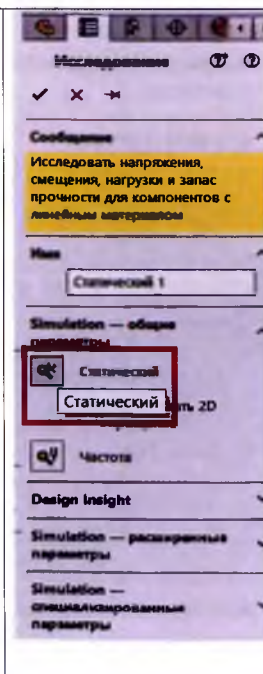 Исследование
Сообщение
Исследовать напряжения,
смещения, нагрузки и запас
прочности для компонентов с
линейным материалом
Имя
Статический 1
Simulation — общие
параметры
Статический
Статический
ть 2D
Частота
Design Insight
Simulation — расширенные
параметры
Simulation —
специализированные
параметры